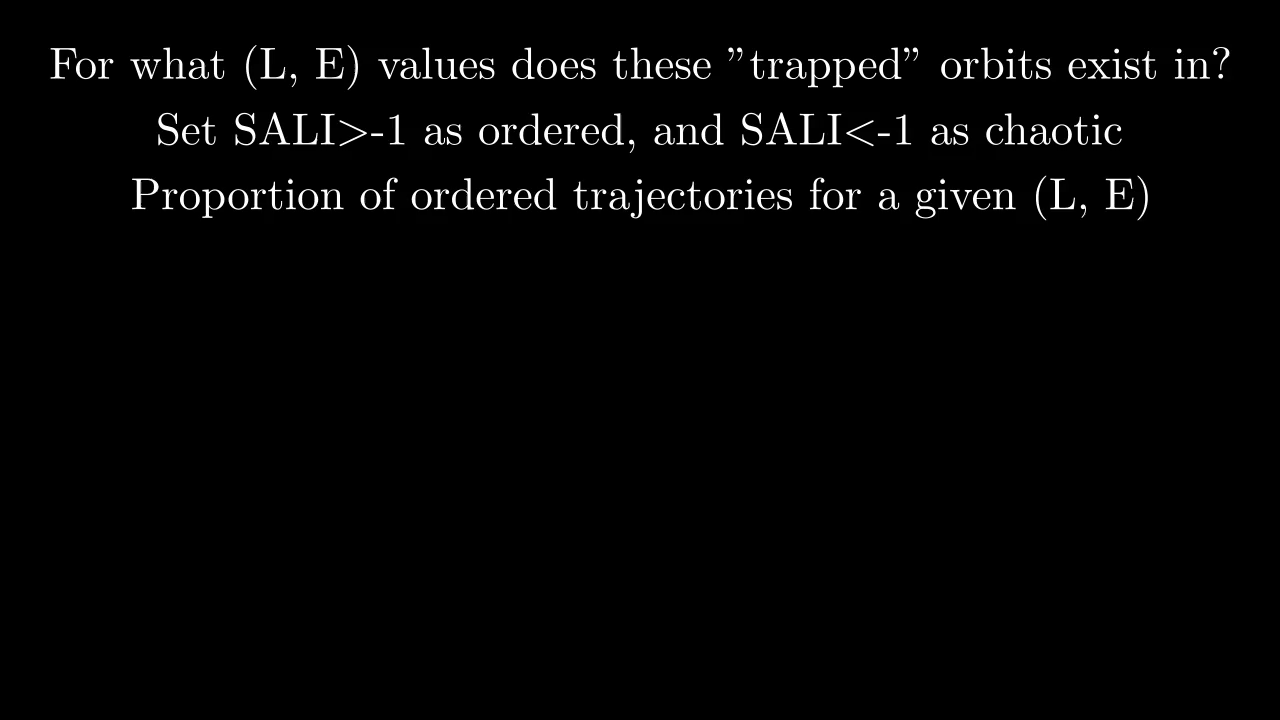 For what (L, E) values does these ”trapped” orbits exist in?
Set SALI>-1 as ordered, and SALI<-1 as chaotic
Proportion of ordered trajectories for a given (L, E)